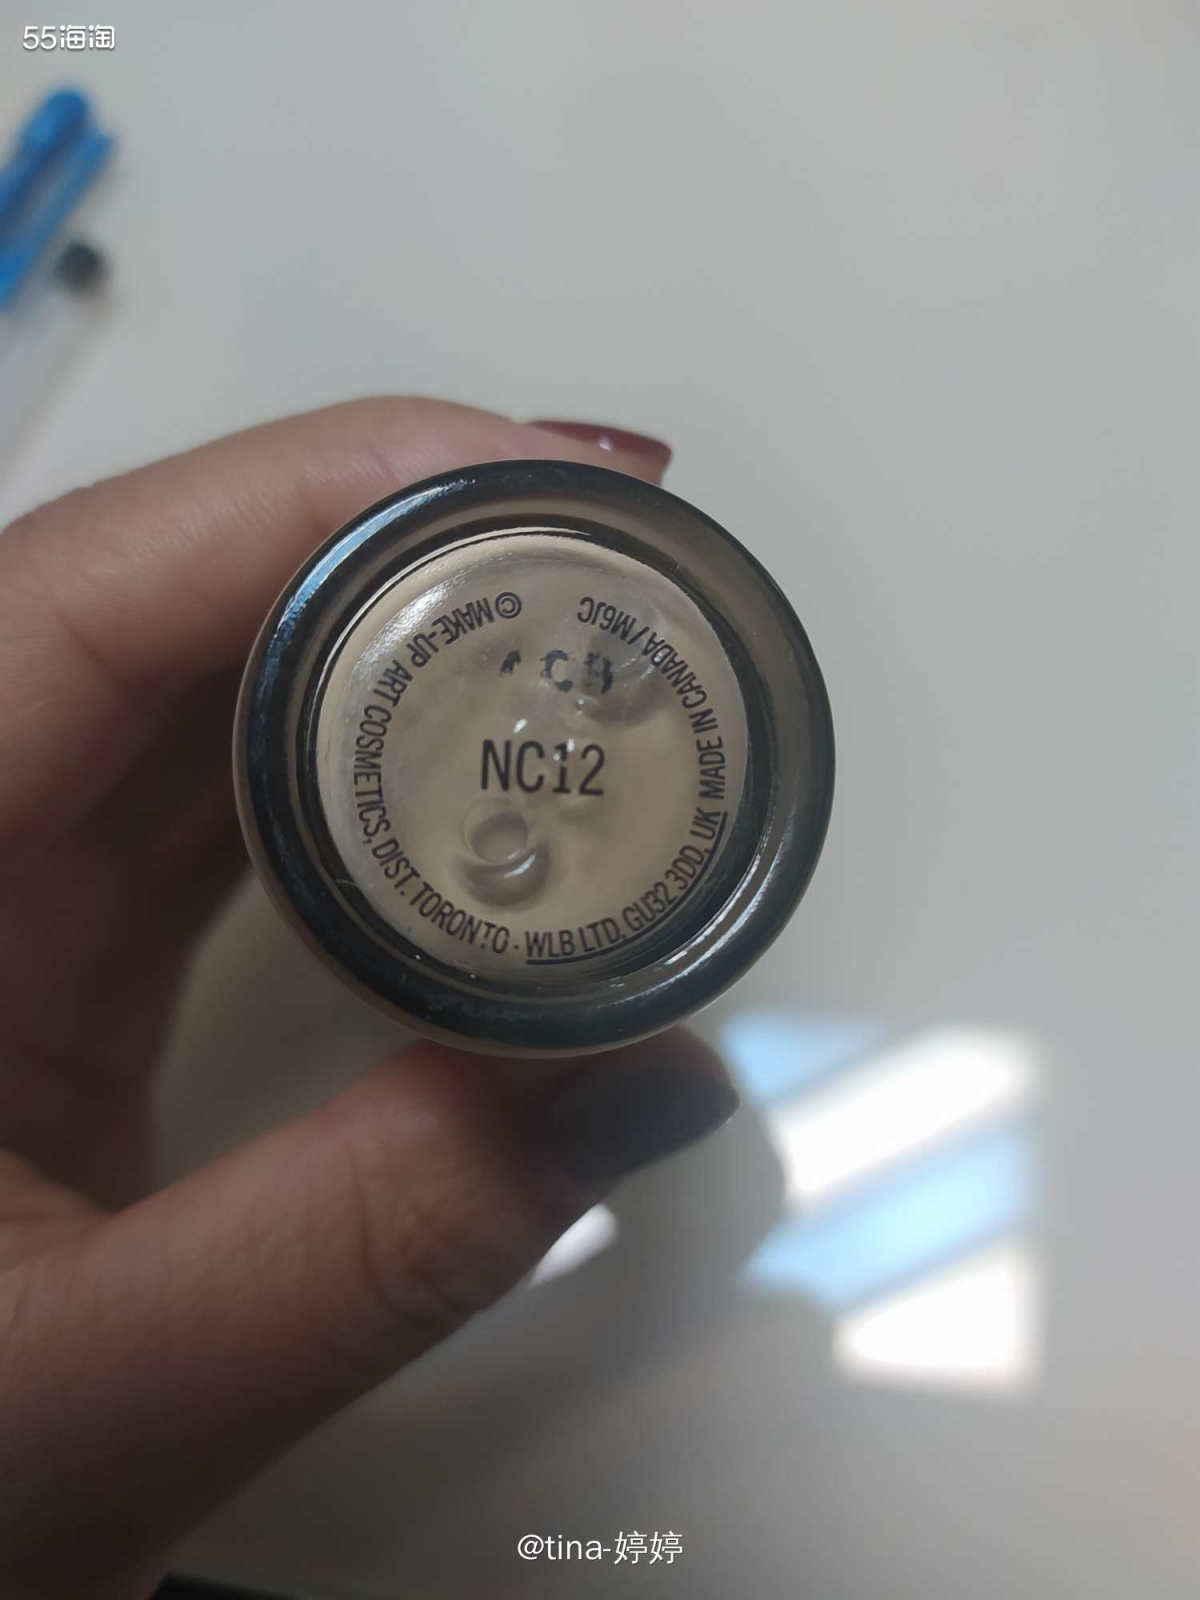 55海淘
© MAKE-UP ART COSMETICS, DIST. TORONTO · WLB LTD, GU32 3DD, UK MADE IN CANADA / M6JC
NC12
@tina-婷婷